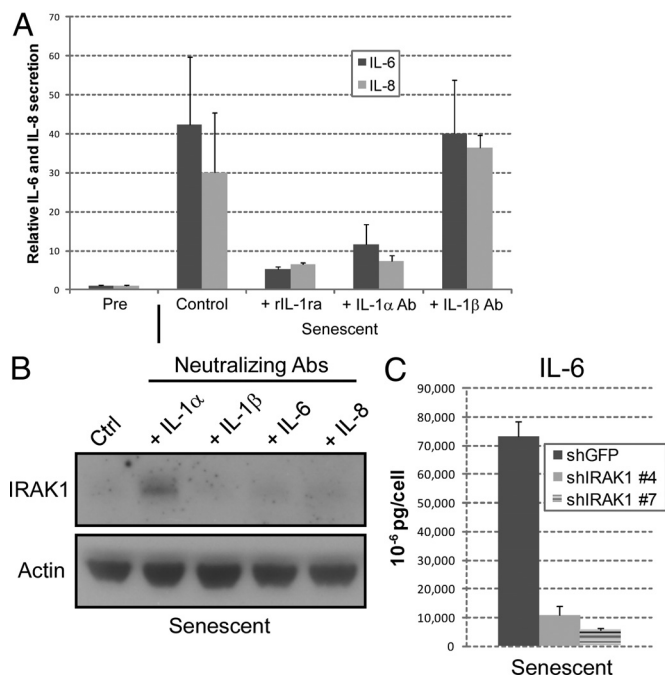 A
70
60
50
40
30
20
10
0
Relative IL-6 and IL-8 secretion
IL-6
IL-8
Pre Control + rIL-1ra + IL-1α Ab + IL-1β Ab
Senescent
B
Neutralizing Abs
Ctrl + IL-1α + IL-1β + IL-6 + IL-8
IRAK1
Actin
Senescent
C
IL-6
90,000
80,000
70,000
60,000
50,000
40,000
30,000
20,000
10,000
0
10⁻⁶ pg/cell
shGFP
shIRAK1 #4
shIRAK1 #7
Senescent